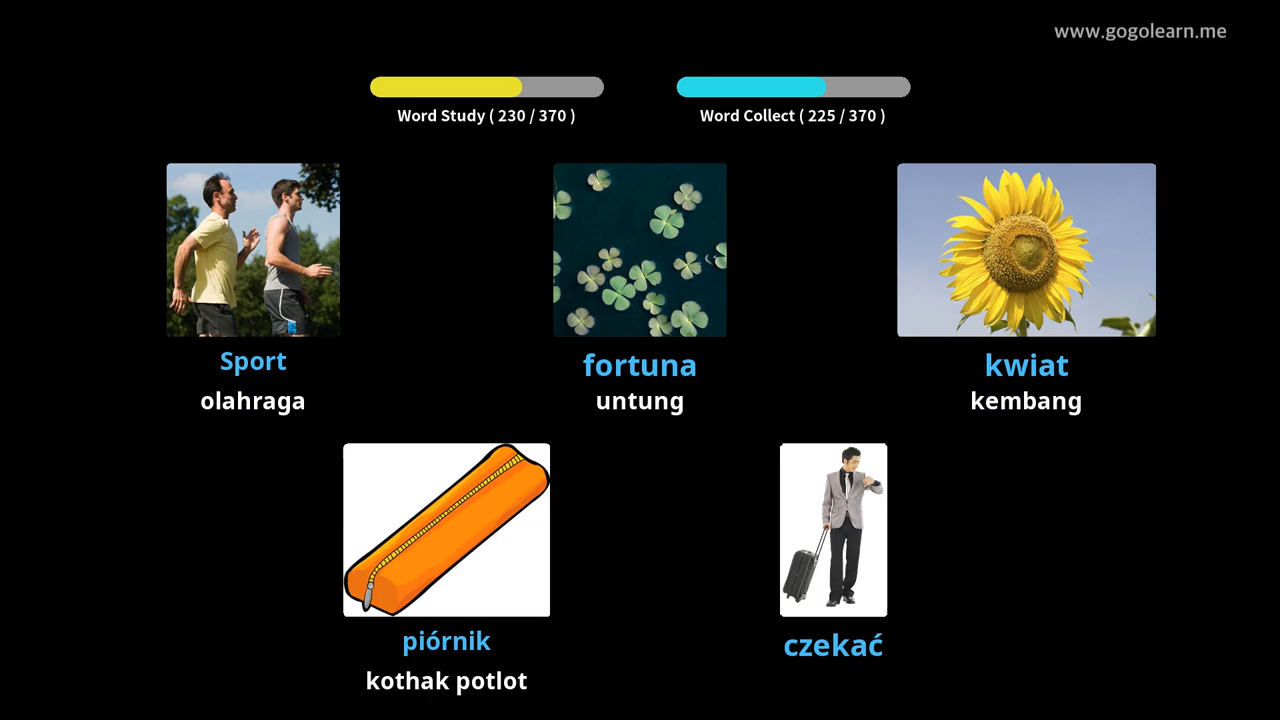 www.gogolearn.me
Word Study ( 230 / 370 )
Word Collect ( 225 / 370 )
Sport
fortuna
kwiat
olahraga
untung
kembang
piórnik
czekać
kothak potlot